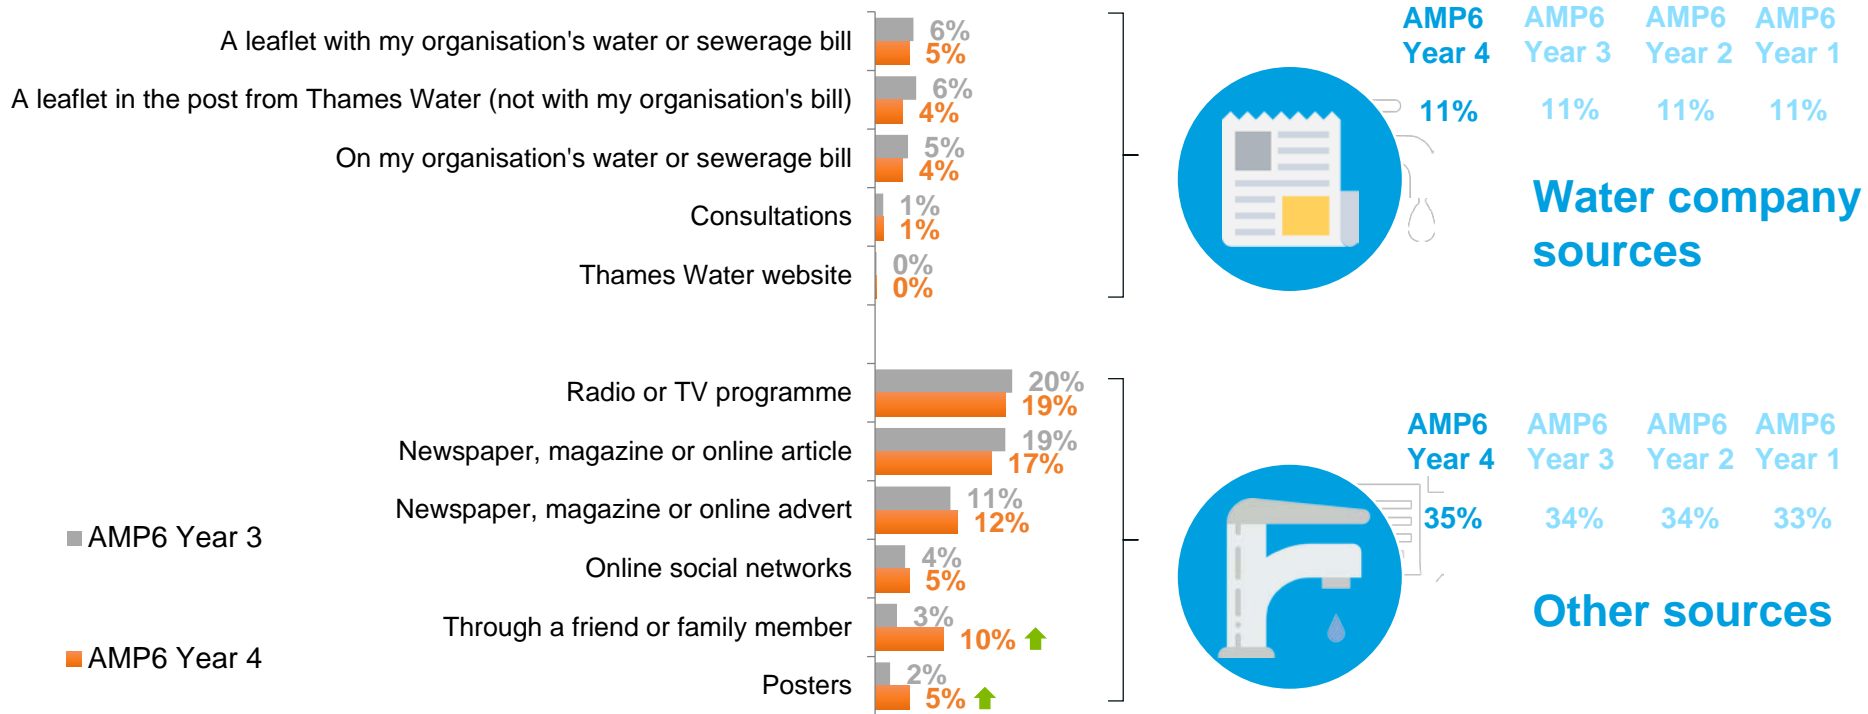 A leaflet with my organisation's water or sewerage bill
6%
5%
A leaflet in the post from Thames Water (not with my organisation's bill)
6%
4%
On my organisation's water or sewerage bill
5%
4%
Consultations
1%
1%
Thames Water website
0%
0%
AMP6 Year 4
AMP6 Year 3
AMP6 Year 2
AMP6 Year 1
11%
11%
11%
11%
Water company
sources
Radio or TV programme
20%
19%
Newspaper, magazine or online article
19%
17%
Newspaper, magazine or online advert
11%
12%
Online social networks
4%
5%
Through a friend or family member
3%
10%
Posters
2%
5%
AMP6 Year 4
AMP6 Year 3
AMP6 Year 2
AMP6 Year 1
35%
34%
34%
33%
Other sources
AMP6 Year 3
AMP6 Year 4